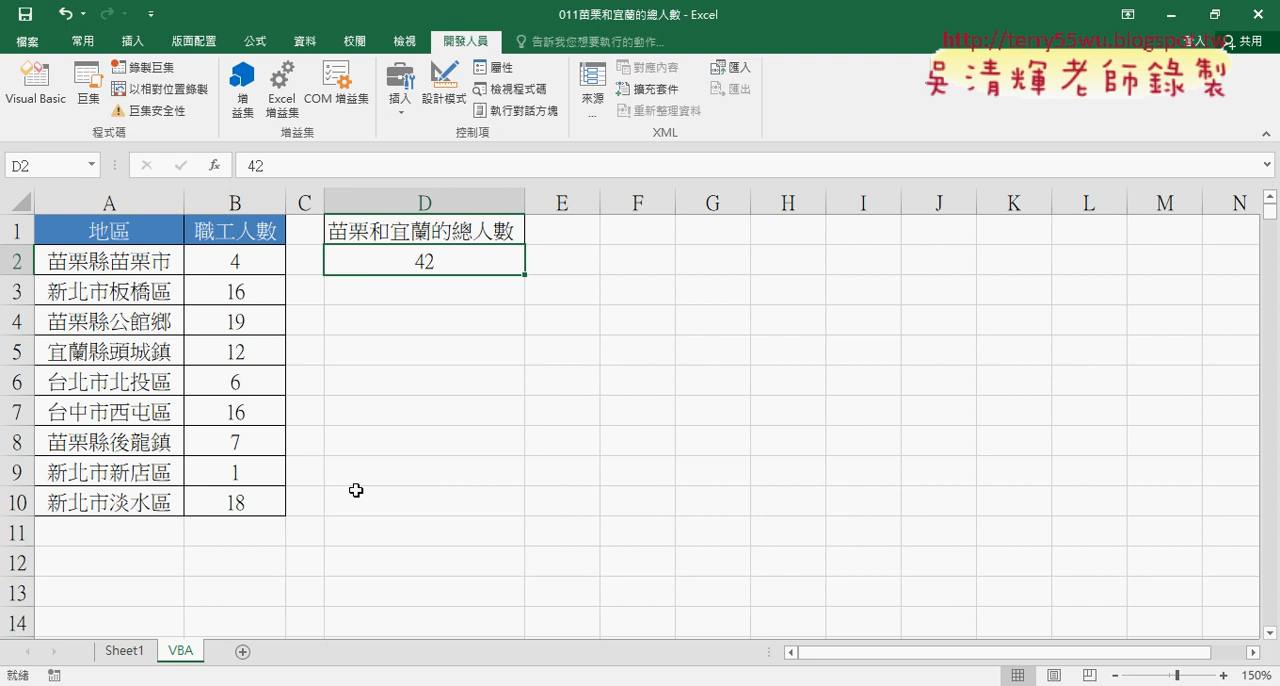 011苗栗和宜蘭的總人數 - Excel
檔案 常用 插入 版面配置 公式 資料 校閱 檢視 開發人員 告訴我您想要執行的動作... 登入 共用
http://terry55wu.blogspot.tw
吳清輝老師錄製
Visual Basic 巨集 錄製巨集 以相對位置錄製 巨集安全性 程式碼
增益集 Excel 增益集 COM 增益集 增益集
插入 設計模式 屬性 檢視程式碼 執行對話方塊 控制項
來源... 對應內容 擴充套件 重新整理資料 匯入 匯出 XML
D2 fx 42
A B C D E F G H I J K L M N
1 地區 職工人數 苗栗和宜蘭的總人數
2 苗栗縣苗栗市 4 42
3 新北市板橋區 16
4 苗栗縣公館鄉 19
5 宜蘭縣頭城鎮 12
6 台北市北投區 6
7 台中市西屯區 16
8 苗栗縣後龍鎮 7
9 新北市新店區 1
10 新北市淡水區 18
11
12
13
14
Sheet1 VBA
就緒 150%